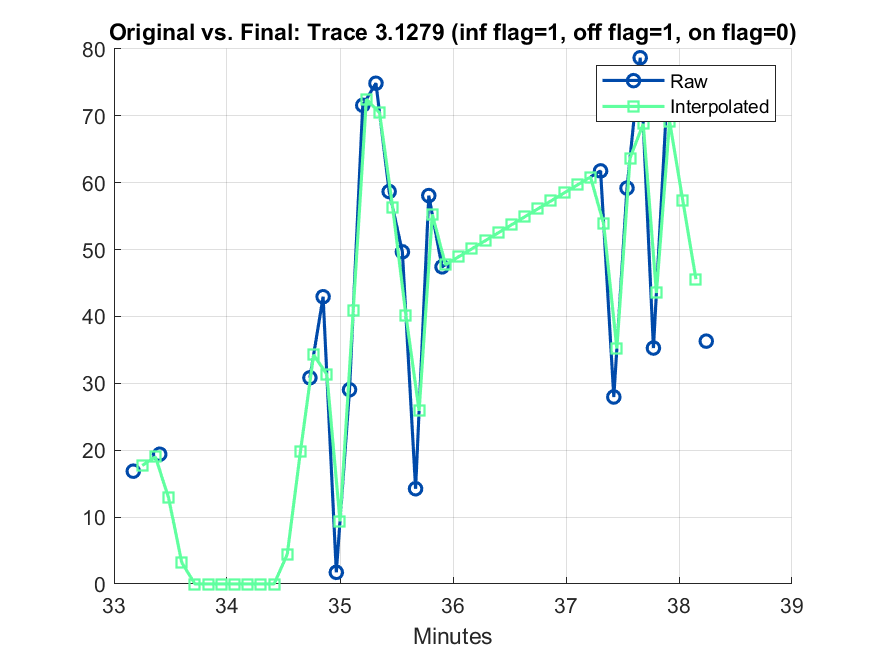 Original vs. Final: Trace 3.1279 (inf flag=1, off flag=1, on flag=0)
80
70
60
50
40
30
20
10
0
Raw
Interpolated
33 34 35 36 37 38 39
Minutes